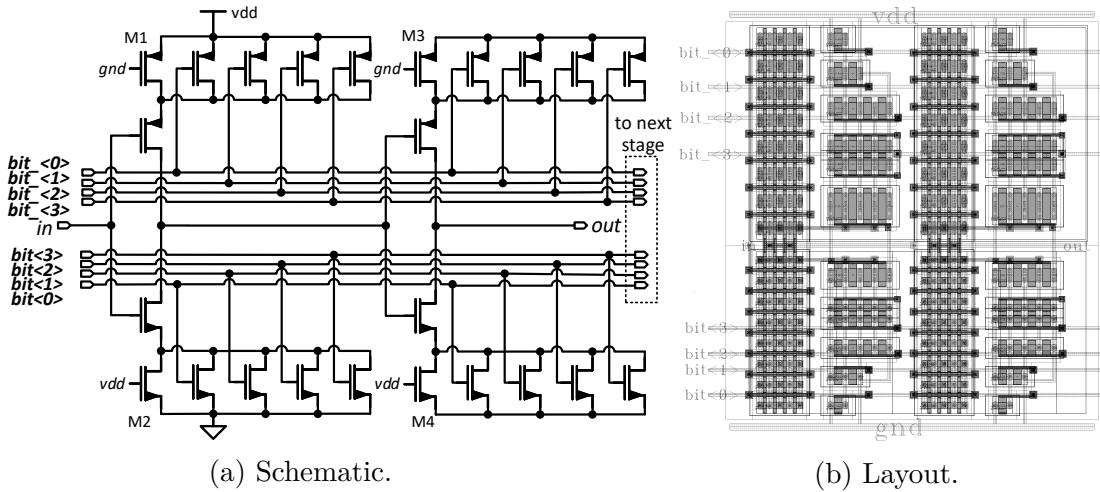 vdd
M1
M3
gnd
gnd
to next
stage
bit_<0>
bit_<1>
bit_<2>
bit_<3>
in
out
bit<3>
bit<2>
bit<1>
bit<0>
vdd
vdd
M2
M4
(a) Schematic.
vdd
bit_<0>
bit_<1>
bit_<2>
bit_<3>
in
out
bit<3>
bit<2>
bit<1>
bit<0>
gnd
(b) Layout.